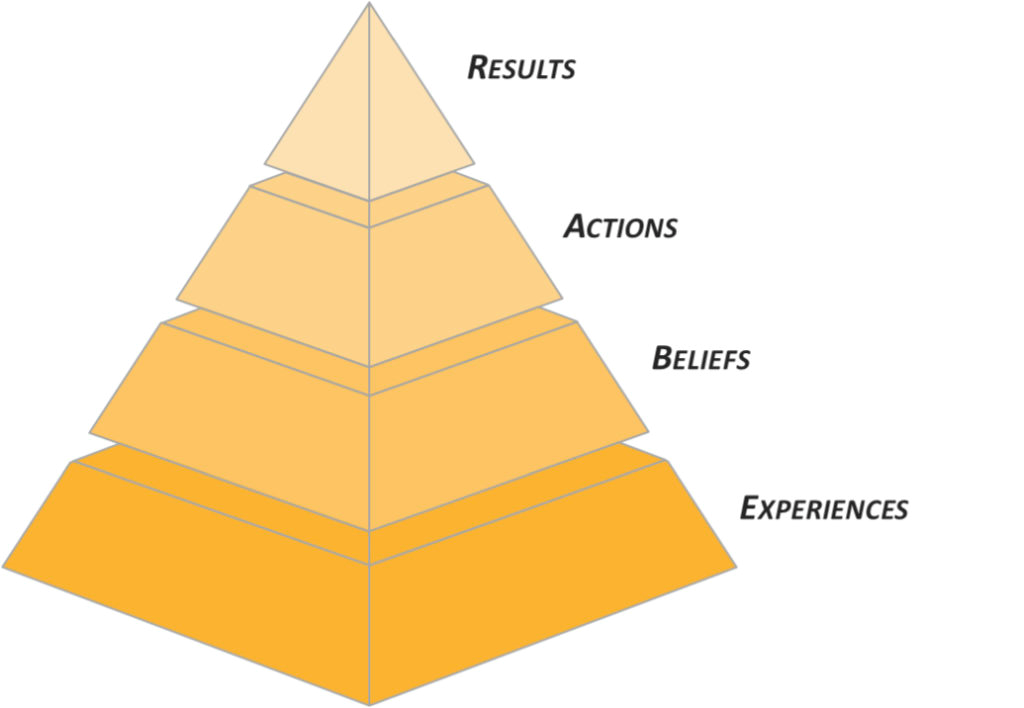 RESULTS
ACTIONS
BELIEFS
EXPERIENCES